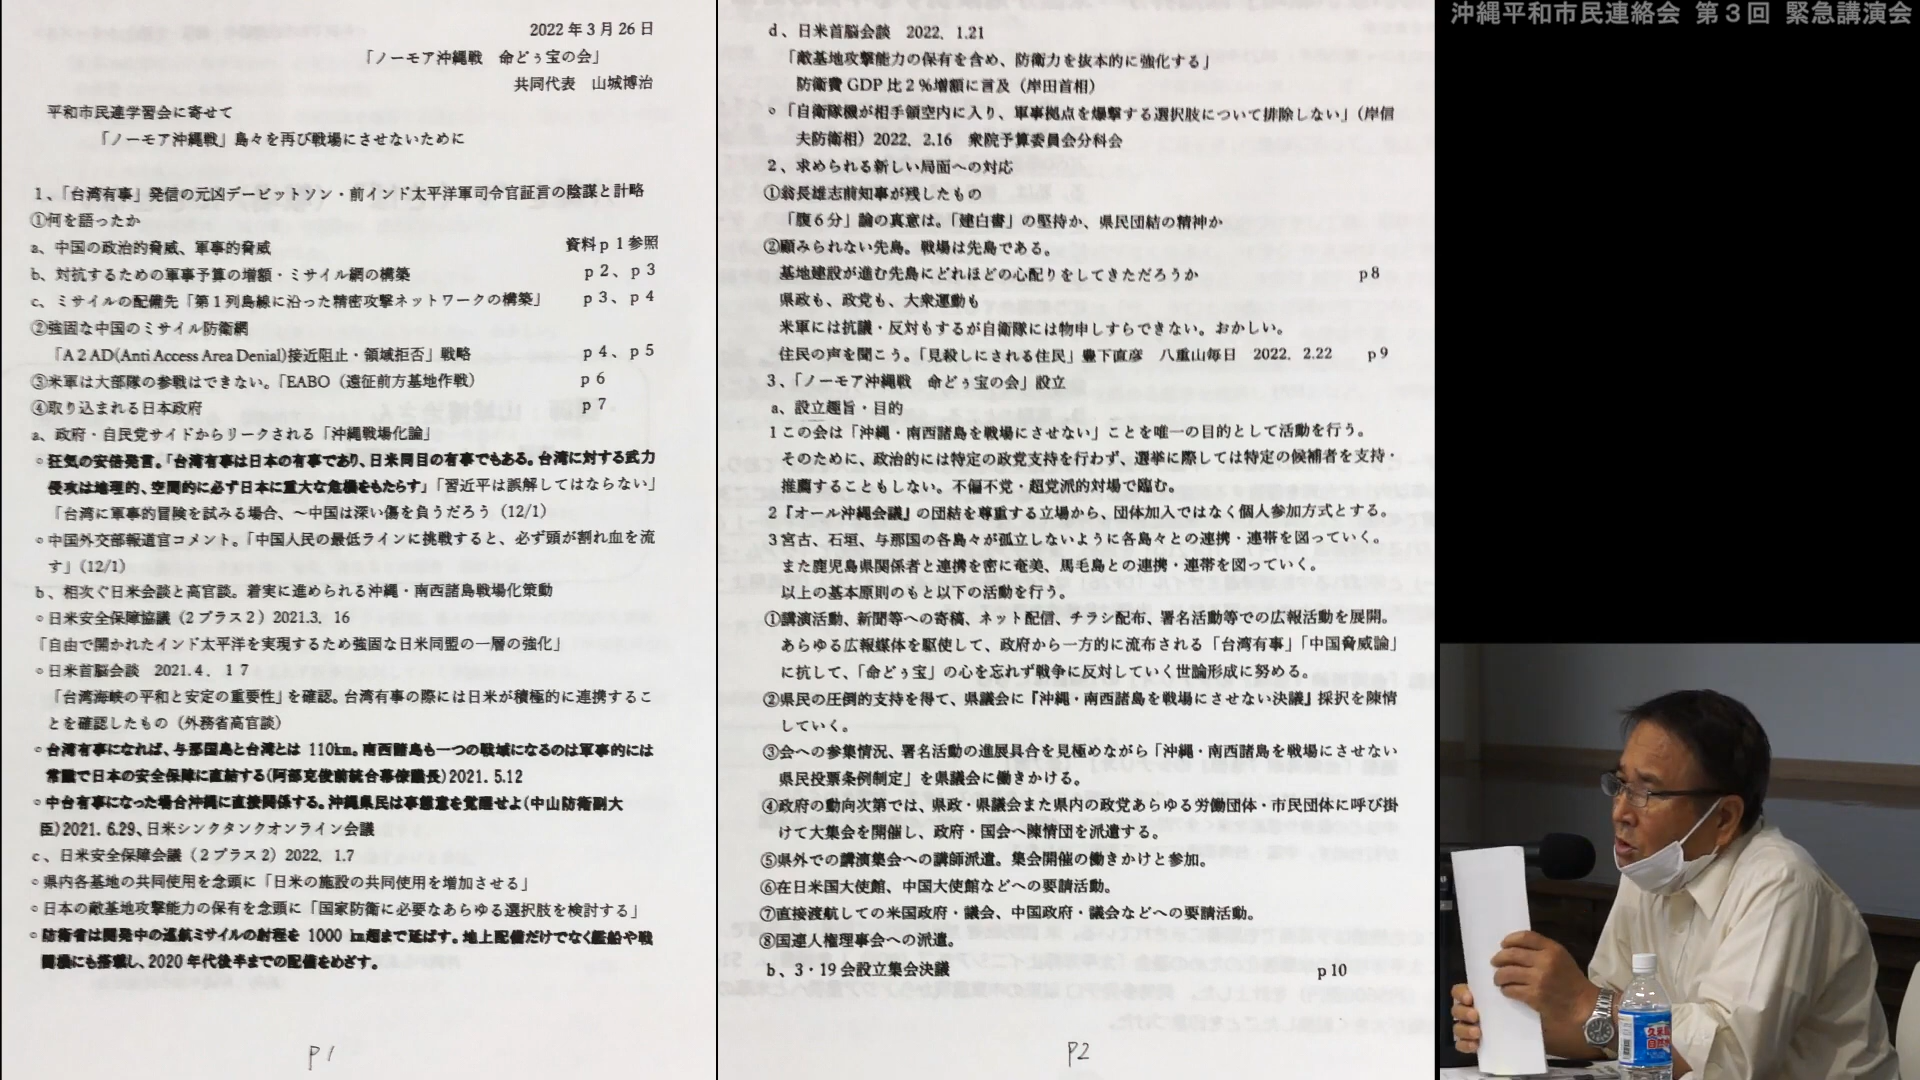 2022年3月26日
「ノーモア沖縄戦　命どぅ宝の会」
共同代表　山城博治
平和市民連学習会に寄せて
「ノーモア沖縄戦」島々を再び戦場にさせないために
1、「台湾有事」発信の元凶デービットソン・前インド太平洋軍司令官証言の陰謀と計略
①何を語ったか
a、中国の政治的脅威、軍事的脅威　資料p1参照
b、対抗するための軍事予算の増額・ミサイル網の構築　p2、p3
c、ミサイルの配備先「第1列島線に沿った精密攻撃ネットワークの構築」　p3、p4
②強固な中国のミサイル防衛網
「A2AD(Anti Access Area Denial)接近阻止・領域拒否」戦略　p4、p5
③米軍は大部隊の参戦はできない。「EABO（遠征前方基地作戦）　p6
④取り込まれる日本政府　p7
a、政府・自民党サイドからリークされる「沖縄戦場化論」
○狂気の安倍発言。「台湾有事は日本の有事であり、日米同目の有事でもある。台湾に対する武力
侵攻は地理的、空間的に必ず日本に重大な危機をもたらす」「習近平は誤解してはならない」
「台湾に軍事的冒険を試みる場合、～中国は深い傷を負うだろう（12/1）
○中国外交部報道官コメント。「中国人民の最低ラインに挑戦すると、必ず頭が割れ血を流
す」（12/1）
b、相次ぐ日米会談と高官談。着実に進められる沖縄・南西諸島戦場化策動
○日米安全保障協議（2プラス2）2021.3. 16
「自由で開かれたインド太平洋を実現するため強固な日米同盟の一層の強化」
○日米首脳会談　2021.4. 17
「台湾海峡の平和と安定の重要性」を確認。台湾有事の際には日米が積極的に連携するこ
とを確認したもの（外務省高官談）
○台湾有事になれば、与那国島と台湾とは 110km。南西諸島も一つの戦域になるのは軍事的には
常識で日本の安全保障に直結する(阿部克俊前統合幕僚議長)2021. 5.12
○中台有事になった場合沖縄に直接関係する。沖縄県民は事態意を覚醒せよ(中山防衛副大
臣)2021. 6.29、日米シンクタンクオンライン会議
c、日米安全保障会議（2プラス2）2022. 1.7
○県内各基地の共同使用を念頭に「日米の施設の共同使用を増加させる」
○日本の敵基地攻撃能力の保有を念頭に「国家防衛に必要なあらゆる選択肢を検討する」
○防衛省は開発中の巡航ミサイルの射程を 1000 km超まで延ばす。地上配備だけでなく艦船や戦
闘機にも搭載し、2020年代後半までの配備をめざす。
P1
d、日米首脳会談　2022. 1.21
「敵基地攻撃能力の保有を含め、防衛力を抜本的に強化する」
防衛費GDP比2％増額に言及（岸田首相）
○「自衛隊機が相手領空内に入り、軍事拠点を爆撃する選択肢について排除しない」（岸信
夫防衛相）2022. 2.16　衆院予算委員会分科会
2、求められる新しい局面への対応
①翁長雄志前知事が残したもの
「腹6分」論の真意は。「建白書」の堅持か、県民団結の精神か
②顧みられない先島。戦場は先島である。
基地建設が進む先島にどれほどの心配りをしてきただろうか　p8
県政も、政党も、大衆運動も
米軍には抗議・反対もするが自衛隊には物申しすらできない。おかしい。
住民の声を聞こう。「見殺しにされる住民」豊下直彦　八重山毎日　2022. 2.22　p9
3、「ノーモア沖縄戦　命どぅ宝の会」設立
a、設立趣旨・目的
1この会は「沖縄・南西諸島を戦場にさせない」ことを唯一の目的として活動を行う。
そのために、政治的には特定の政党支持を行わず、選挙に際しては特定の候補者を支持・
推薦することもしない。不偏不党・超党派的対場で臨む。
2『オール沖縄会議』の団結を尊重する立場から、団体加入ではなく個人参加方式とする。
3宮古、石垣、与那国の各島々が孤立しないように各島々との連携・連帯を図っていく。
また鹿児島県関係者と連携を密に奄美、馬毛島との連携・連帯を図っていく。
以上の基本原則のもと以下の活動を行う。
①講演活動、新聞等への寄稿、ネット配信、チラシ配布、署名活動等での広報活動を展開。
あらゆる広報媒体を駆使して、政府から一方的に流布される「台湾有事」「中国脅威論」
に抗して、「命どぅ宝」の心を忘れず戦争に反対していく世論形成に努める。
②県民の圧倒的支持を得て、県議会に『沖縄・南西諸島を戦場にさせない決議』採択を陳情
していく。
③会への参集情況、署名活動の進展具合を見極めながら「沖縄・南西諸島を戦場にさせない
県民投票条例制定」を県議会に働きかける。
④政府の動向次第では、県政・県議会また県内の政党あらゆる労働団体・市民団体に呼び掛
けて大集会を開催し、政府・国会へ陳情団を派遣する。
⑤県外での講演集会への講師派遣。集会開催の働きかけと参加。
⑥在日米国大使館、中国大使館などへの要請活動。
⑦直接渡航しての米国政府・議会、中国政府・議会などへの要請活動。
⑧国連人権理事会への派遣。
b、3・19会設立集会決議　p10
P2
沖縄平和市民連絡会 第3回 緊急講演会